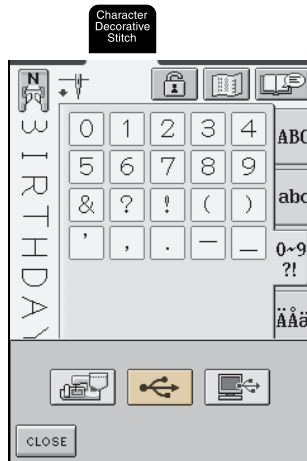 Character
Decorative
Stitch
N
BIRTHDAY
0 1 2 3 4
5 6 7 8 9
& ? ! ( )
' , . — _
ABC
abc
0~9
?!
ÄÅä
CLOSE